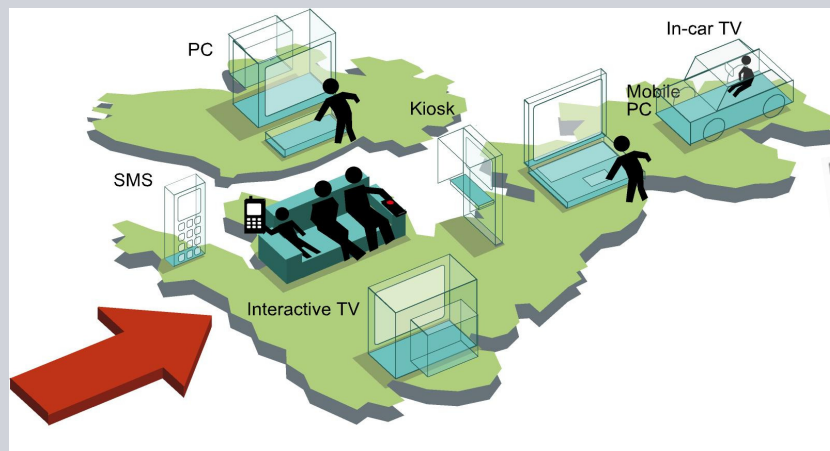 In-car TV
PC
Mobile
PC
Kiosk
SMS
Interactive TV